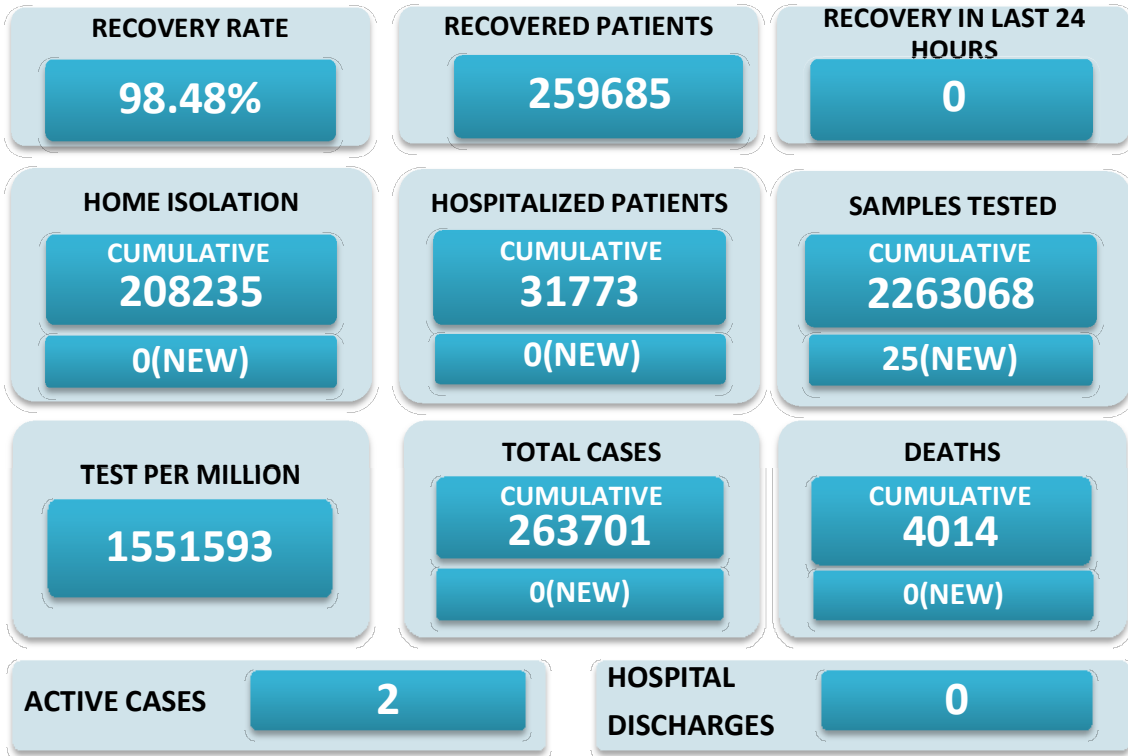 RECOVERY RATE
98.48%
RECOVERED PATIENTS
259685
RECOVERY IN LAST 24
HOURS
0
HOME ISOLATION
CUMULATIVE
208235
0(NEW)
HOSPITALIZED PATIENTS
CUMULATIVE
31773
0(NEW)
SAMPLES TESTED
CUMULATIVE
2263068
25(NEW)
TEST PER MILLION
1551593
TOTAL CASES
CUMULATIVE
263701
0(NEW)
DEATHS
CUMULATIVE
4014
0(NEW)
ACTIVE CASES
2
HOSPITAL
DISCHARGES
0